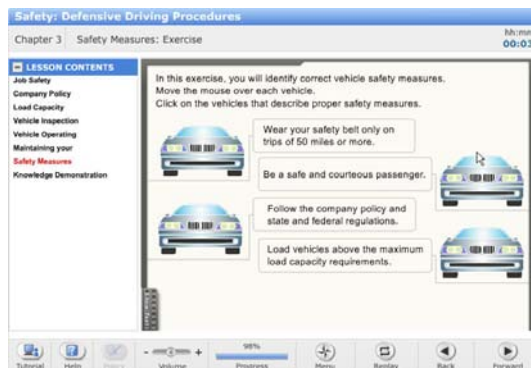 Safety: Defensive Driving Procedures
Chapter 3 Safety Measures: Exercise
hh:mm
00:03
LESSON CONTENTS
Job Safety
Company Policy
Load Capacity
Vehicle Inspection
Vehicle Operating
Maintaining your
Safety Measures
Knowledge Demonstration
In this exercise, you will identify correct vehicle safety measures.
Move the mouse over each vehicle.
Click on the vehicles that describe proper safety measures.
Wear your safety belt only on
trips of 50 miles or more.
Be a safe and courteous passenger.
Follow the company policy and
state and federal regulations.
Load vehicles above the maximum
load capacity requirements.
98%
Tutorial
Help
Policy
- +
Volume
Progress
Menu
Replay
Back
Forward